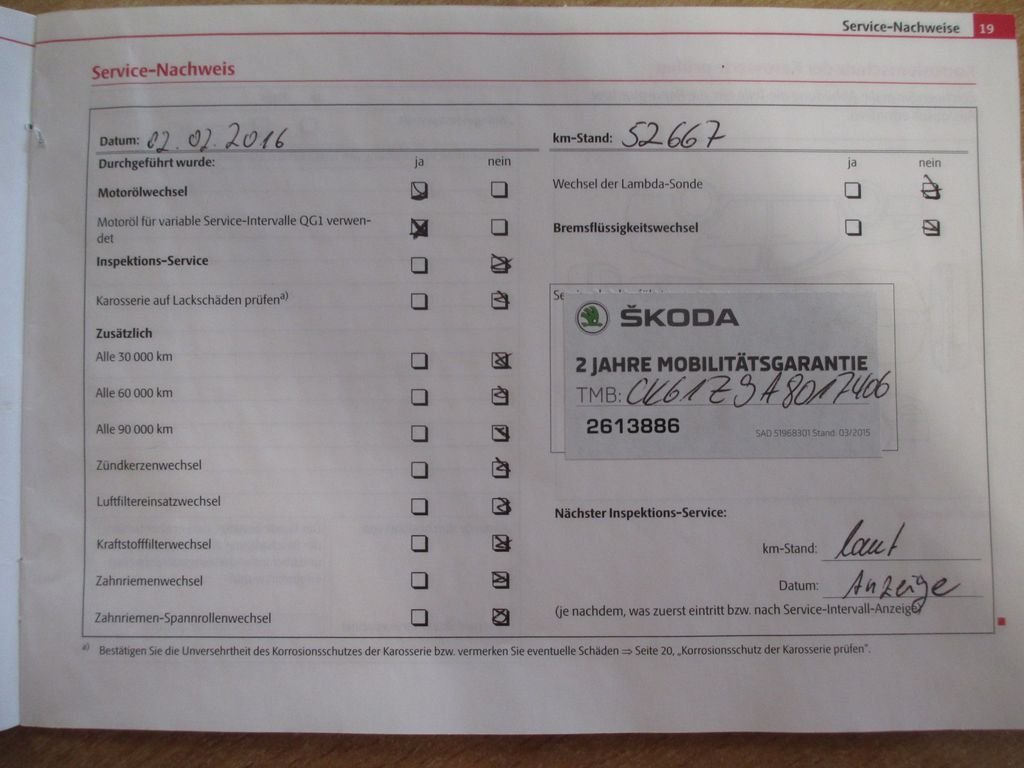 Service-Nachweise 19
Service-Nachweis
Datum: 02.02.2016
km-Stand: 52667
Durchgeführt wurde: ja nein
ja nein
Motorölwechsel
Wechsel der Lambda-Sonde
Motoröl für variable Service-Intervalle QG1 verwen-
det
Bremsflüssigkeitswechsel
Inspektions-Service
Karosserie auf Lackschäden prüfen a)
Zusätzlich
Alle 30 000 km
Alle 60 000 km
Alle 90 000 km
Zündkerzenwechsel
Luftfiltereinsatzwechsel
Kraftstofffilterwechsel
Zahnriemenwechsel
Zahnriemen-Spannrollenwechsel
ŠKODA
2 JAHRE MOBILITÄTSGARANTIE
TMB: CK61Z9A8017406
2613886
SAD 51968301 Stand: 03/2015
Nächster Inspektions-Service:
km-Stand: laut
Datum: Anzeige
(je nachdem, was zuerst eintritt bzw. nach Service-Intervall-Anzeige)
a) Bestätigen Sie die Unversehrtheit des Korrosionsschutzes der Karosserie bzw. vermerken Sie eventuelle Schäden ⇒ Seite 20, „Korrosionsschutz der Karosserie prüfen".